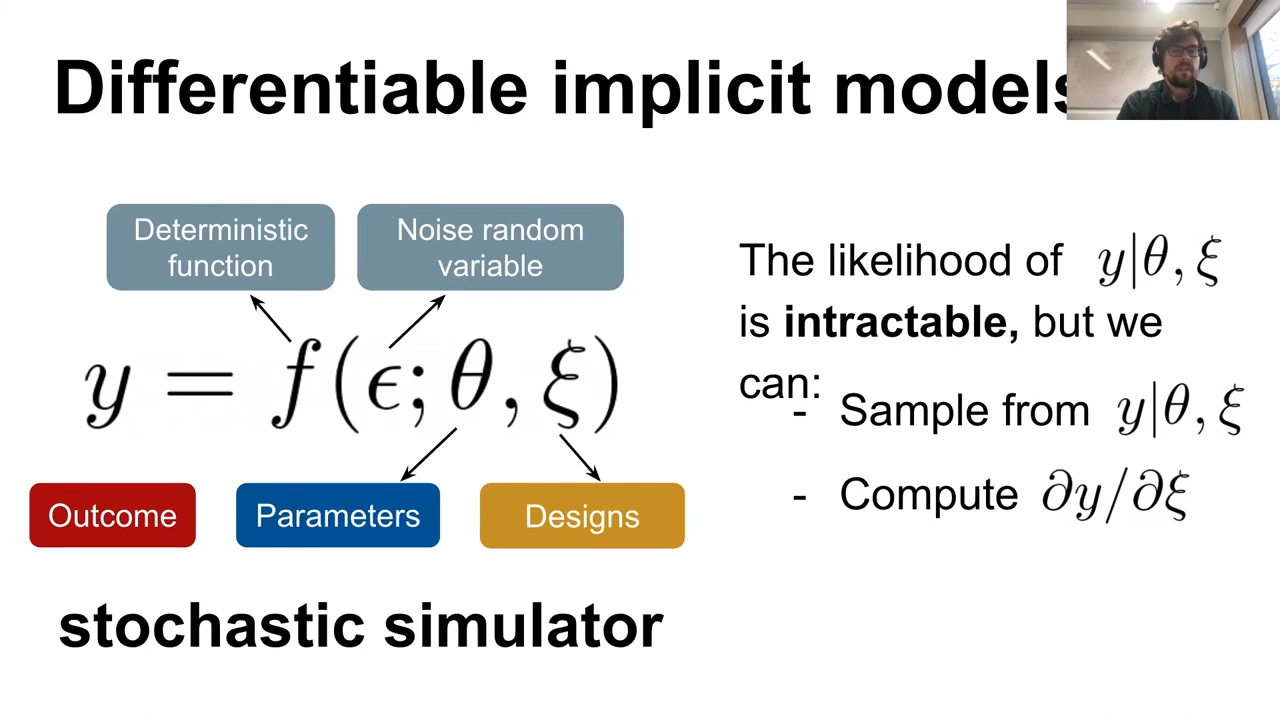 Differentiable implicit models
Deterministic
function
Noise random
variable
y = f(ϵ; θ, ξ)
Outcome
Parameters
Designs
stochastic simulator
The likelihood of y|θ, ξ
is intractable, but we
can:
- Sample from y|θ, ξ
- Compute ∂y/∂ξ